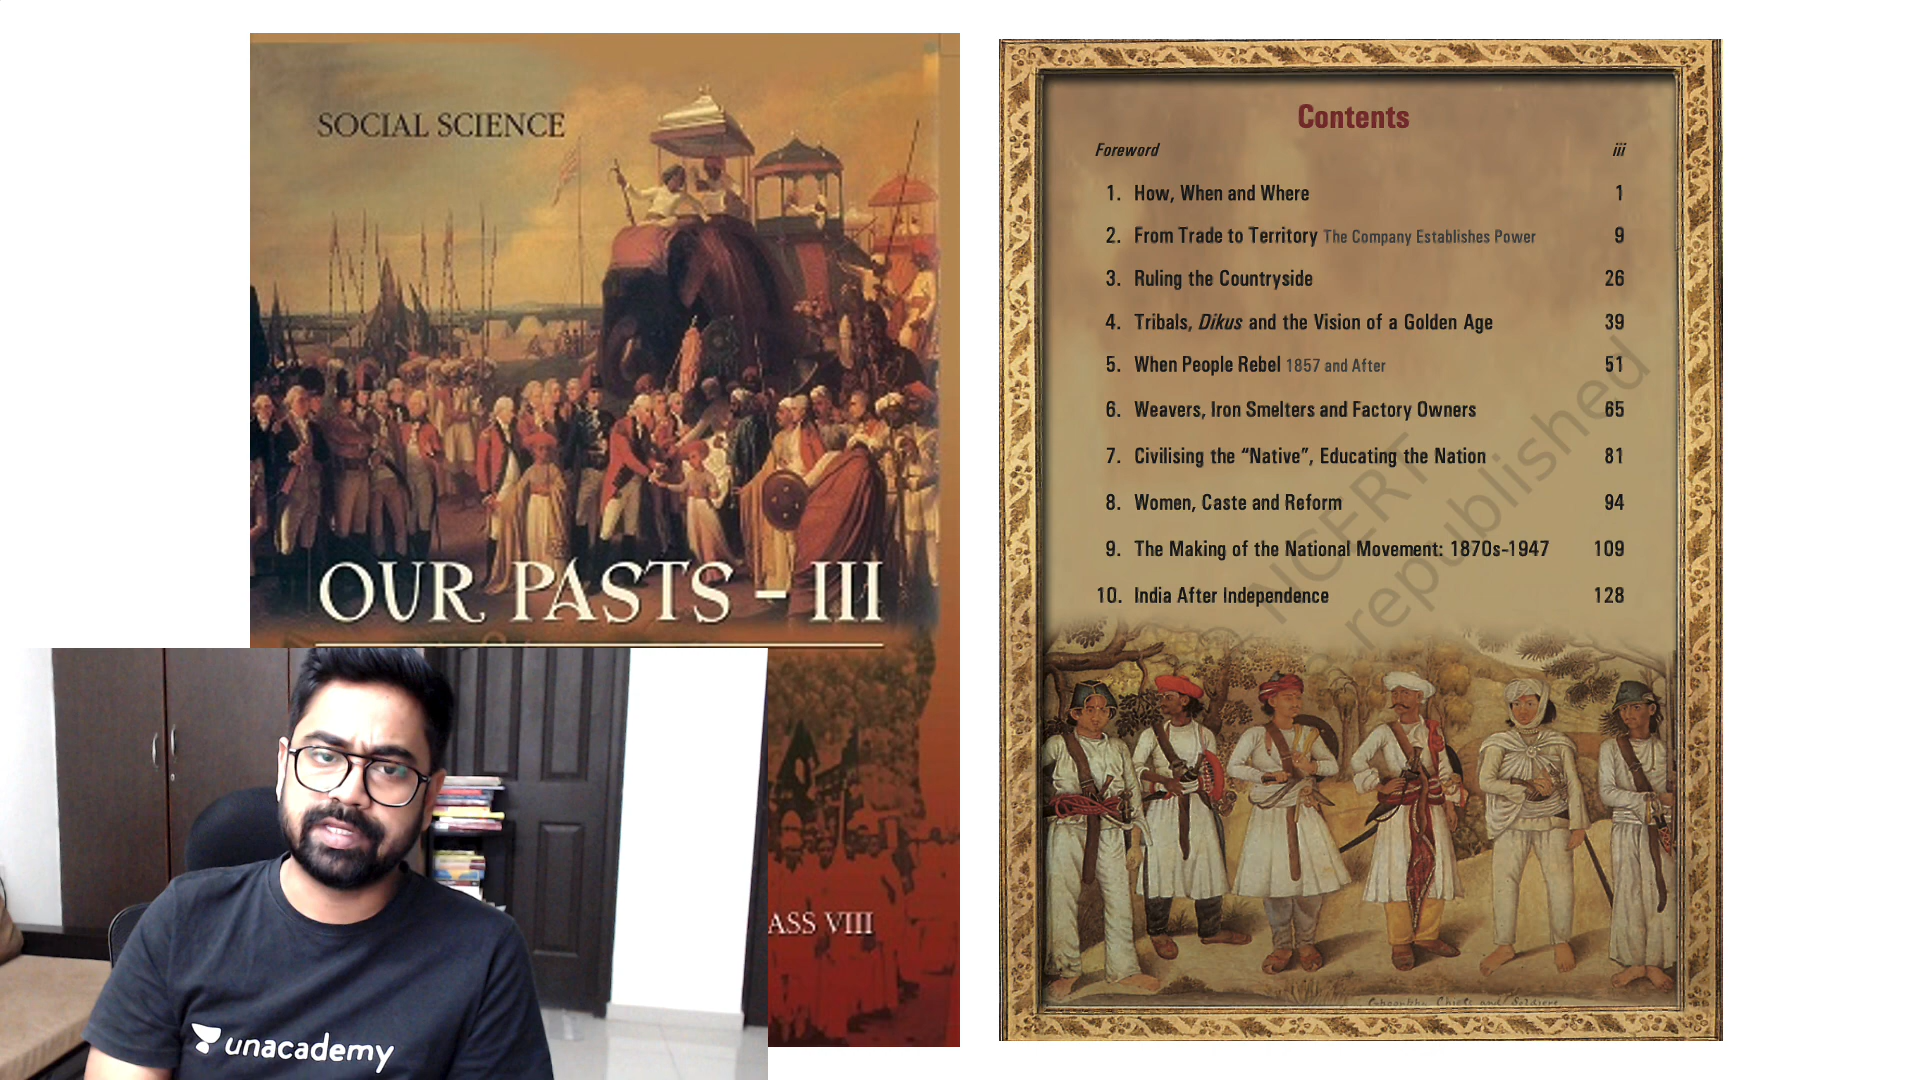 SOCIAL SCIENCE
OUR PASTS – III
ASS VIII
unacademy
Contents
Foreword iii
1. How, When and Where 1
2. From Trade to Territory The Company Establishes Power 9
3. Ruling the Countryside 26
4. Tribals, Dikus and the Vision of a Golden Age 39
5. When People Rebel 1857 and After 51
6. Weavers, Iron Smelters and Factory Owners 65
7. Civilising the “Native”, Educating the Nation 81
8. Women, Caste and Reform 94
9. The Making of the National Movement: 1870s-1947 109
10. India After Independence 128
NCERT
republished
Chiefs and Soldiers